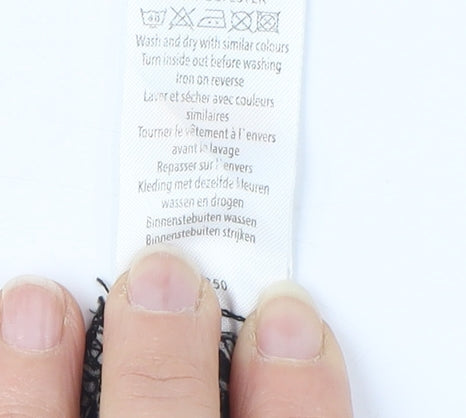 40
Wash and dry with similar colours
Turn inside out before washing
Iron on reverse
Laver et sécher avec couleurs
similaires
Tourner le vêtement à l'envers
avant le lavage
Repasser sur l'envers
Kleding met dezelfde kleuren
wassen en drogen
Binnenstebuiten wassen
Binnenstebuiten strijken